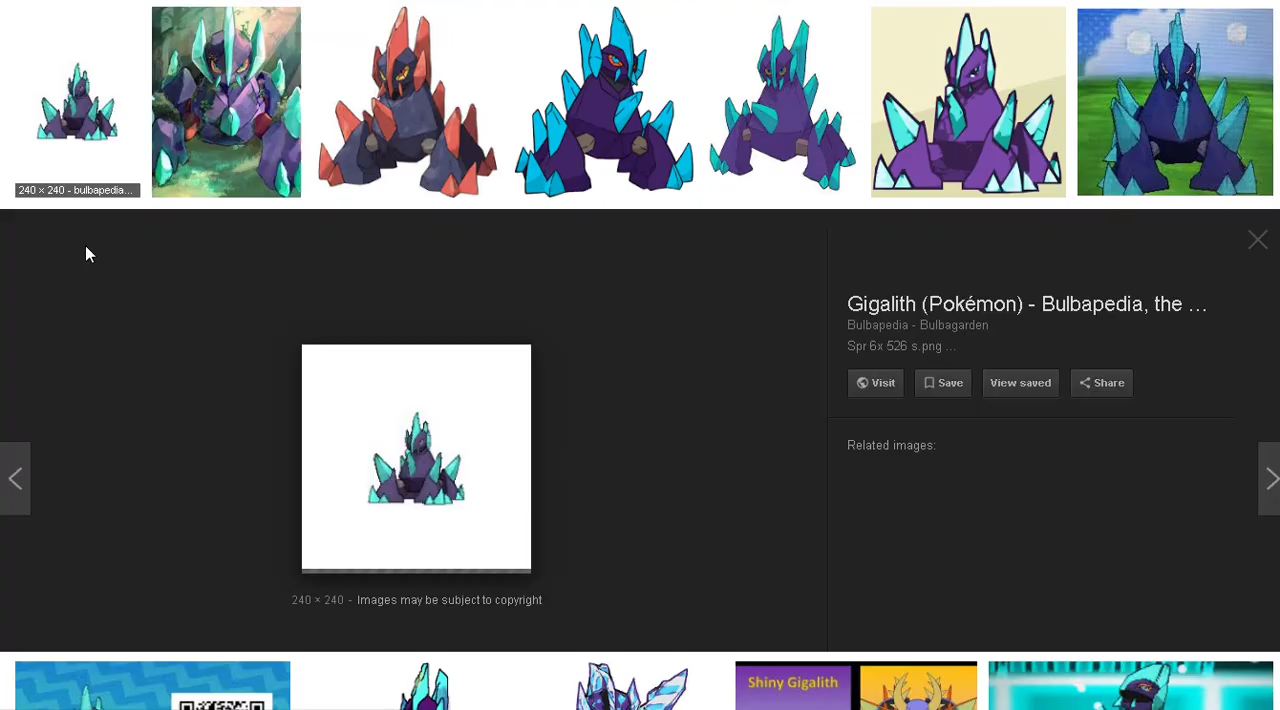 240 × 240 - bulbapedia...
Gigalith (Pokémon) - Bulbapedia, the ...
Bulbapedia - Bulbagarden
Spr 6x 526 s.png ...
Visit
Save
View saved
Share
Related images:
240 × 240 - Images may be subject to copyright
Shiny Gigalith